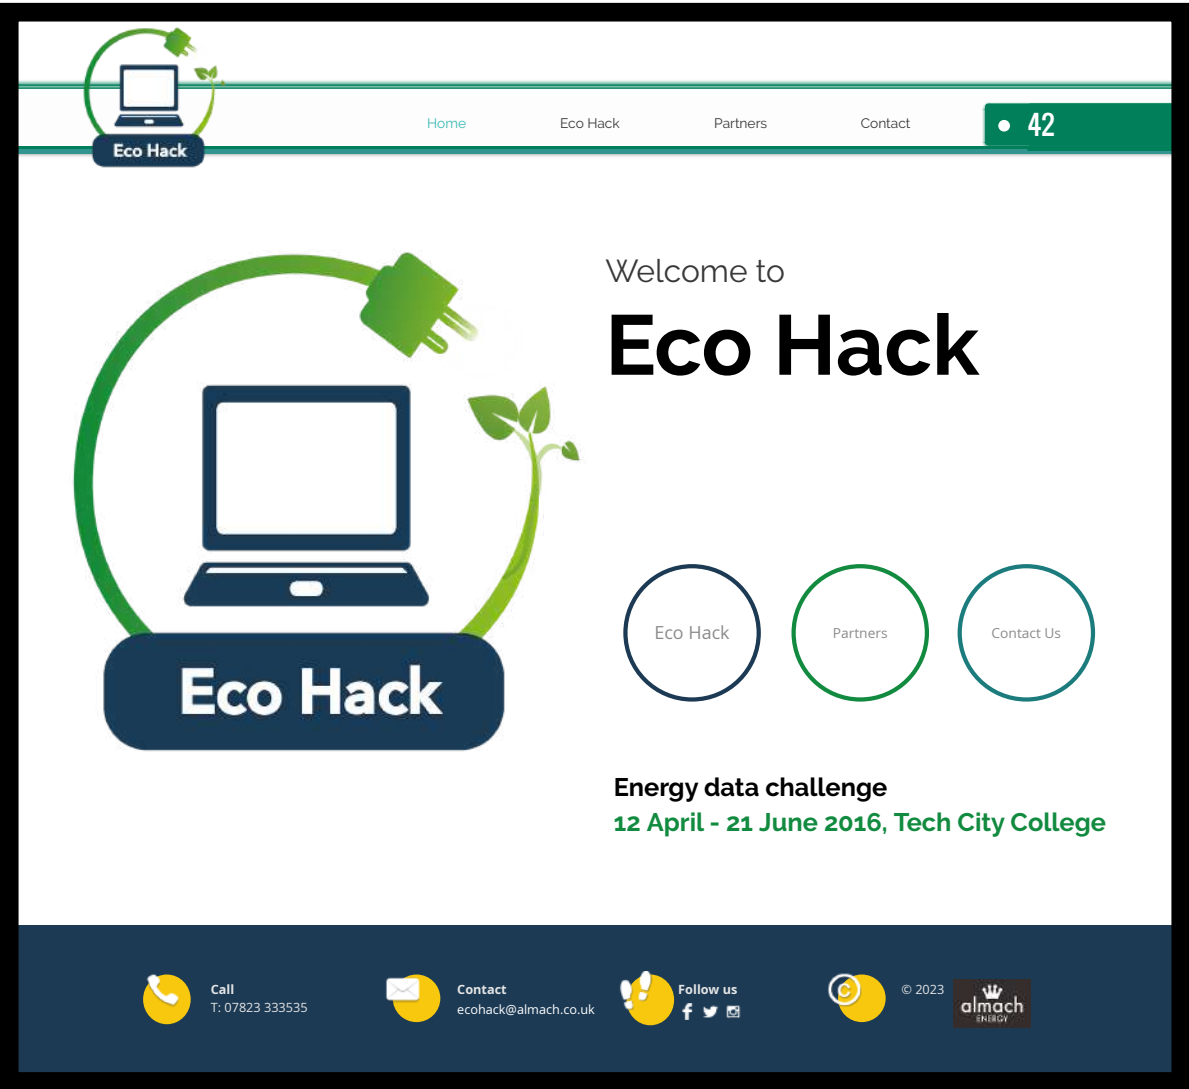 Eco Hack
Home
Eco Hack
Partners
Contact
42
Welcome to
Eco Hack
Eco Hack
Eco Hack
Partners
Contact Us
Energy data challenge
12 April - 21 June 2016, Tech City College
Call
T: 07823 333535
Contact
ecohack@almach.co.uk
Follow us
© 2023
almach
ENERGY